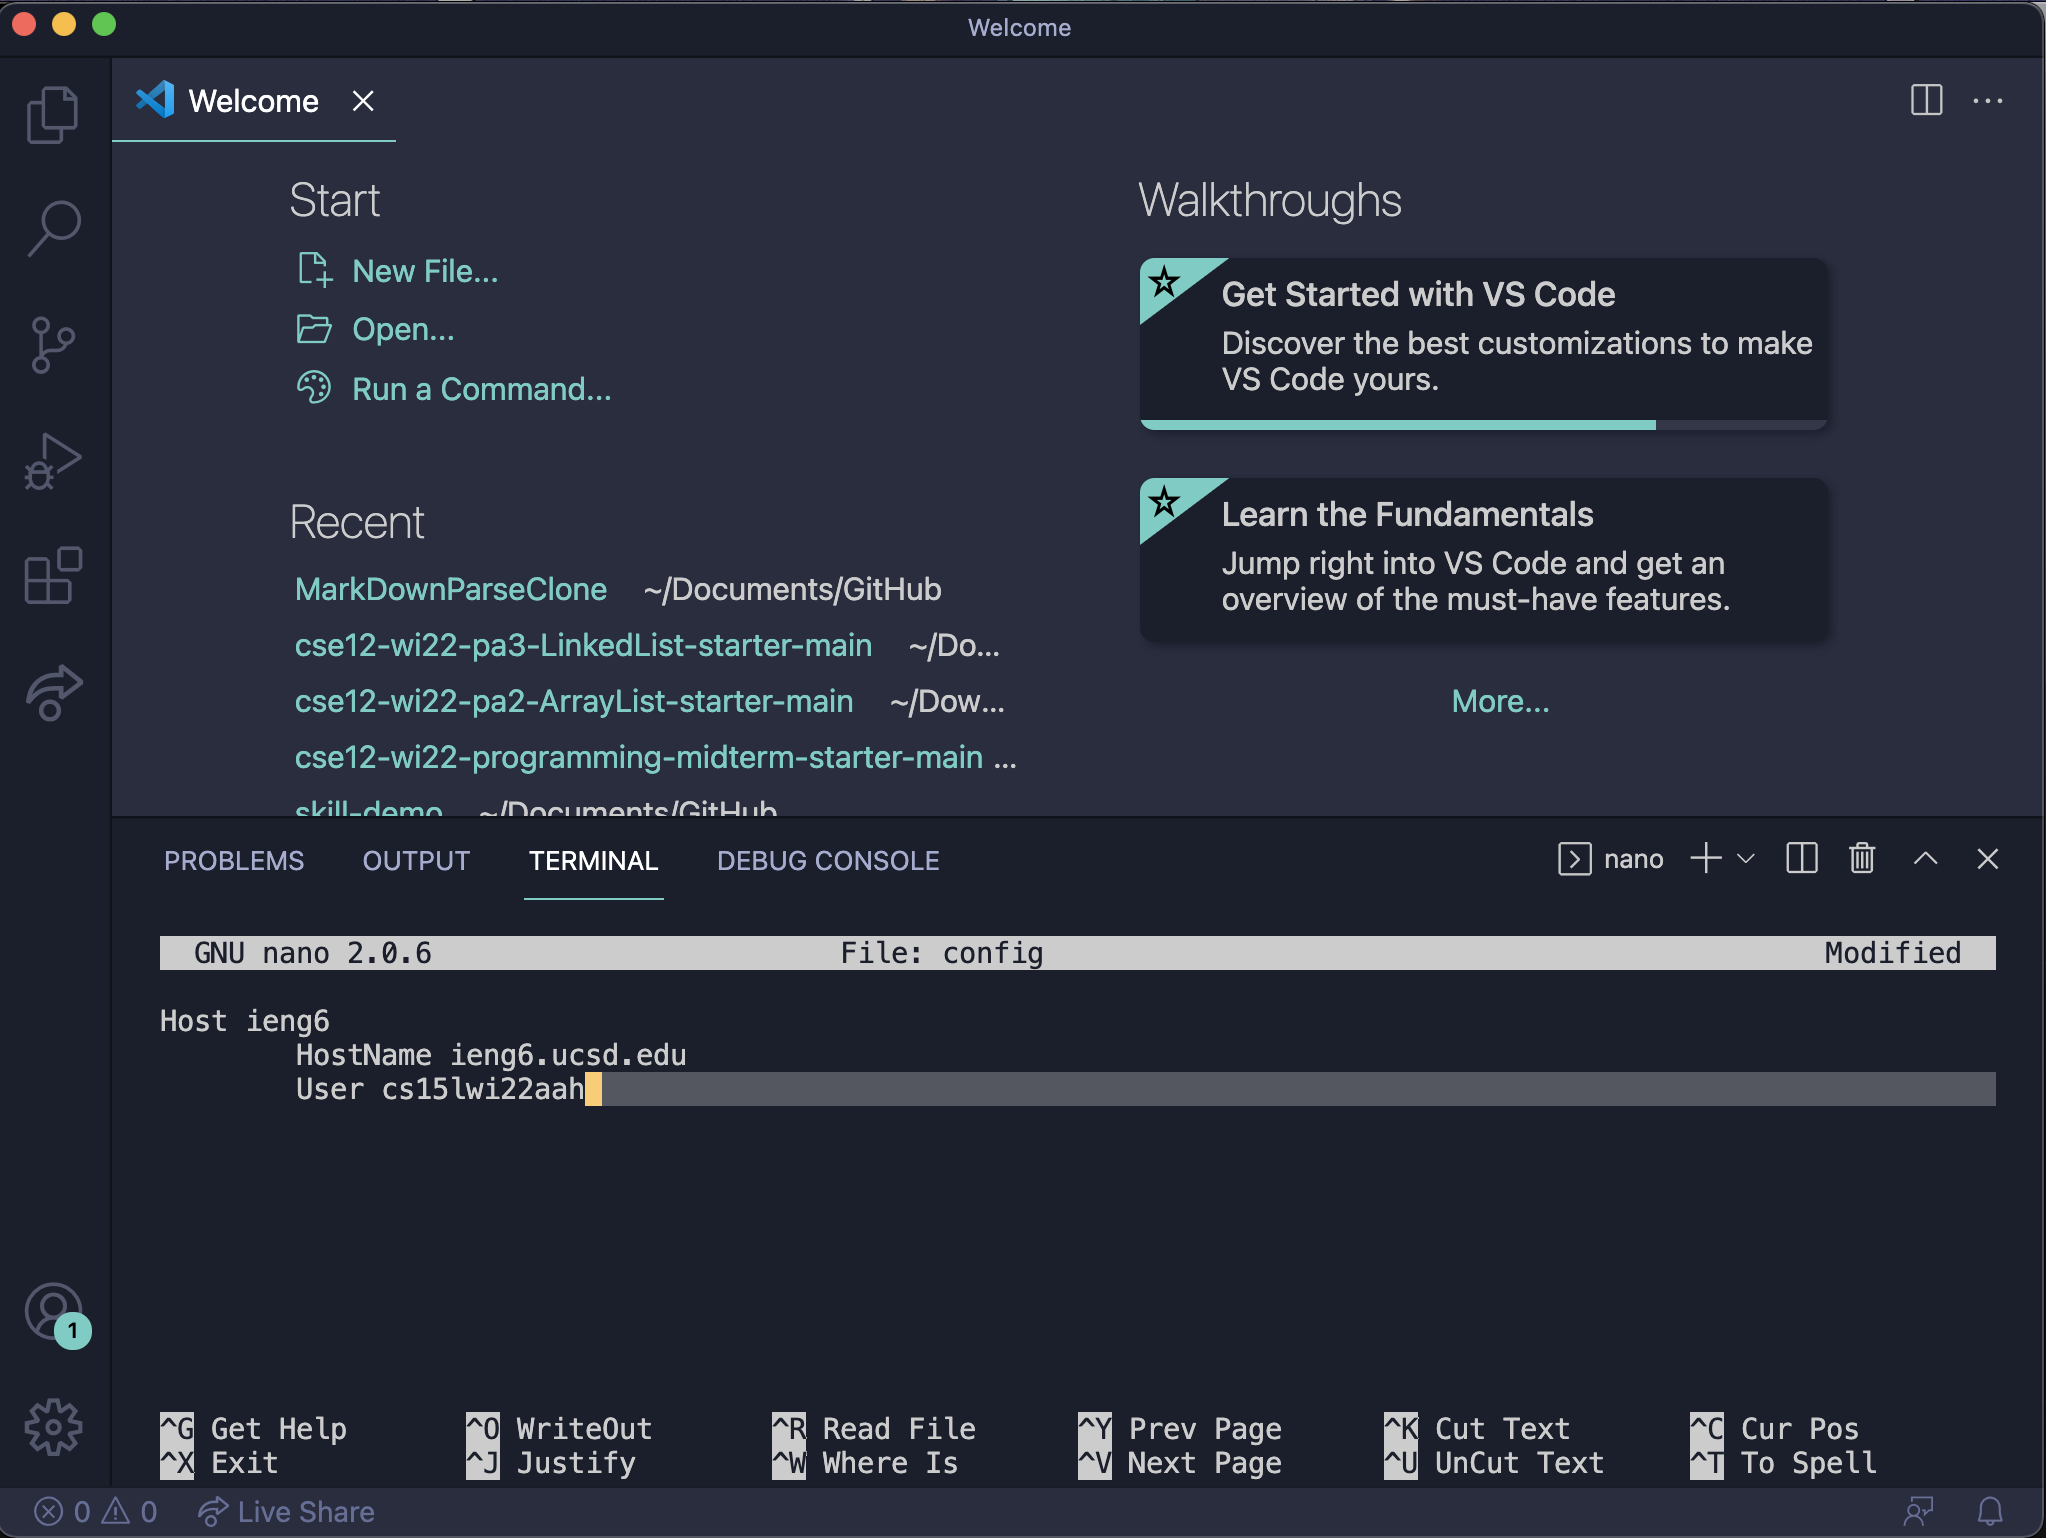 Welcome
Welcome
Start
New File...
Open...
Run a Command...
Recent
MarkDownParseClone ~/Documents/GitHub
cse12-wi22-pa3-LinkedList-starter-main ~/Do...
cse12-wi22-pa2-ArrayList-starter-main ~/Dow...
cse12-wi22-programming-midterm-starter-main ...
skill-demo ~/Documents/GitHub
Walkthroughs
Get Started with VS Code
Discover the best customizations to make
VS Code yours.
Learn the Fundamentals
Jump right into VS Code and get an
overview of the must-have features.
More...
PROBLEMS OUTPUT TERMINAL DEBUG CONSOLE nano
GNU nano 2.0.6 File: config Modified
Host ieng6
HostName ieng6.ucsd.edu
User cs15lwi22aah
^G Get Help ^O WriteOut ^R Read File ^Y Prev Page ^K Cut Text ^C Cur Pos
^X Exit ^J Justify ^W Where Is ^V Next Page ^U UnCut Text ^T To Spell
1
0 0 Live Share